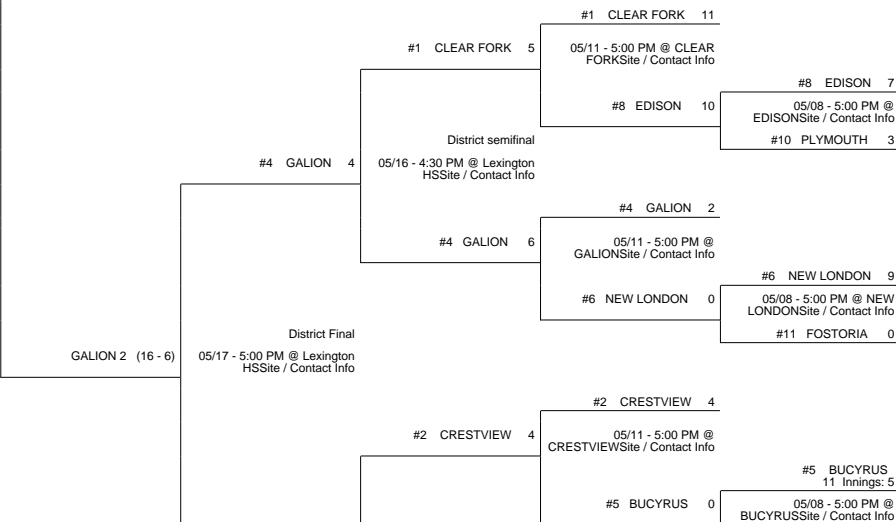 #1 CLEAR FORK 11
#1 CLEAR FORK 5
05/11 - 5:00 PM @ CLEAR
FORKSite / Contact Info
#8 EDISON 7
#8 EDISON 10
05/08 - 5:00 PM @
EDISONSite / Contact Info
District semifinal
#10 PLYMOUTH 3
#4 GALION 4
05/16 - 4:30 PM @ Lexington
HSSite / Contact Info
#4 GALION 2
#4 GALION 6
05/11 - 5:00 PM @
GALIONSite / Contact Info
#6 NEW LONDON 9
#6 NEW LONDON 0
05/08 - 5:00 PM @ NEW
LONDONSite / Contact Info
District Final
#11 FOSTORIA 0
GALION 2 (16 - 6)
05/17 - 5:00 PM @ Lexington
HSSite / Contact Info
#2 CRESTVIEW 4
#2 CRESTVIEW 4
05/11 - 5:00 PM @
CRESTVIEWSite / Contact Info
#5 BUCYRUS
11 Innings: 5
#5 BUCYRUS 0
05/08 - 5:00 PM @
BUCYRUSSite / Contact Info